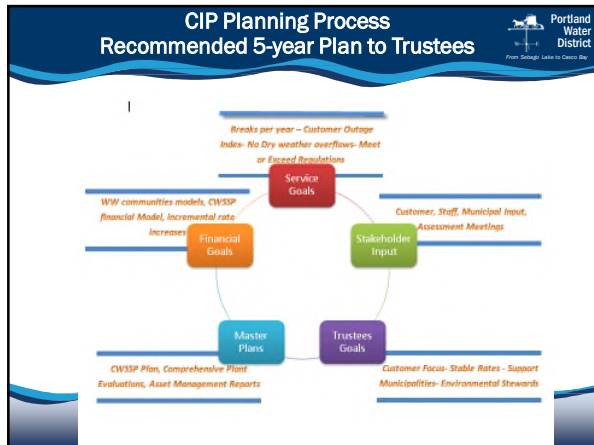 CIP Planning Process
Recommended 5-year Plan to Trustees
Portland
Water
District
From Sebago Lake to Casco Bay
Breaks per year – Customer Outage
Index- No Dry weather overflows- Meet
or Exceed Regulations
Service
Goals
Customer, Staff, Municipal Input,
Assessment Meetings
Stakeholder
Input
Customer Focus- Stable Rates - Support
Municipalities- Environmental Stewards
Trustees
Goals
CWSSP Plan, Comprehensive Plant
Evaluations, Asset Management Reports
Master
Plans
WW communities models, CWSSP
financial Model, incremental rate
increases
Financial
Goals